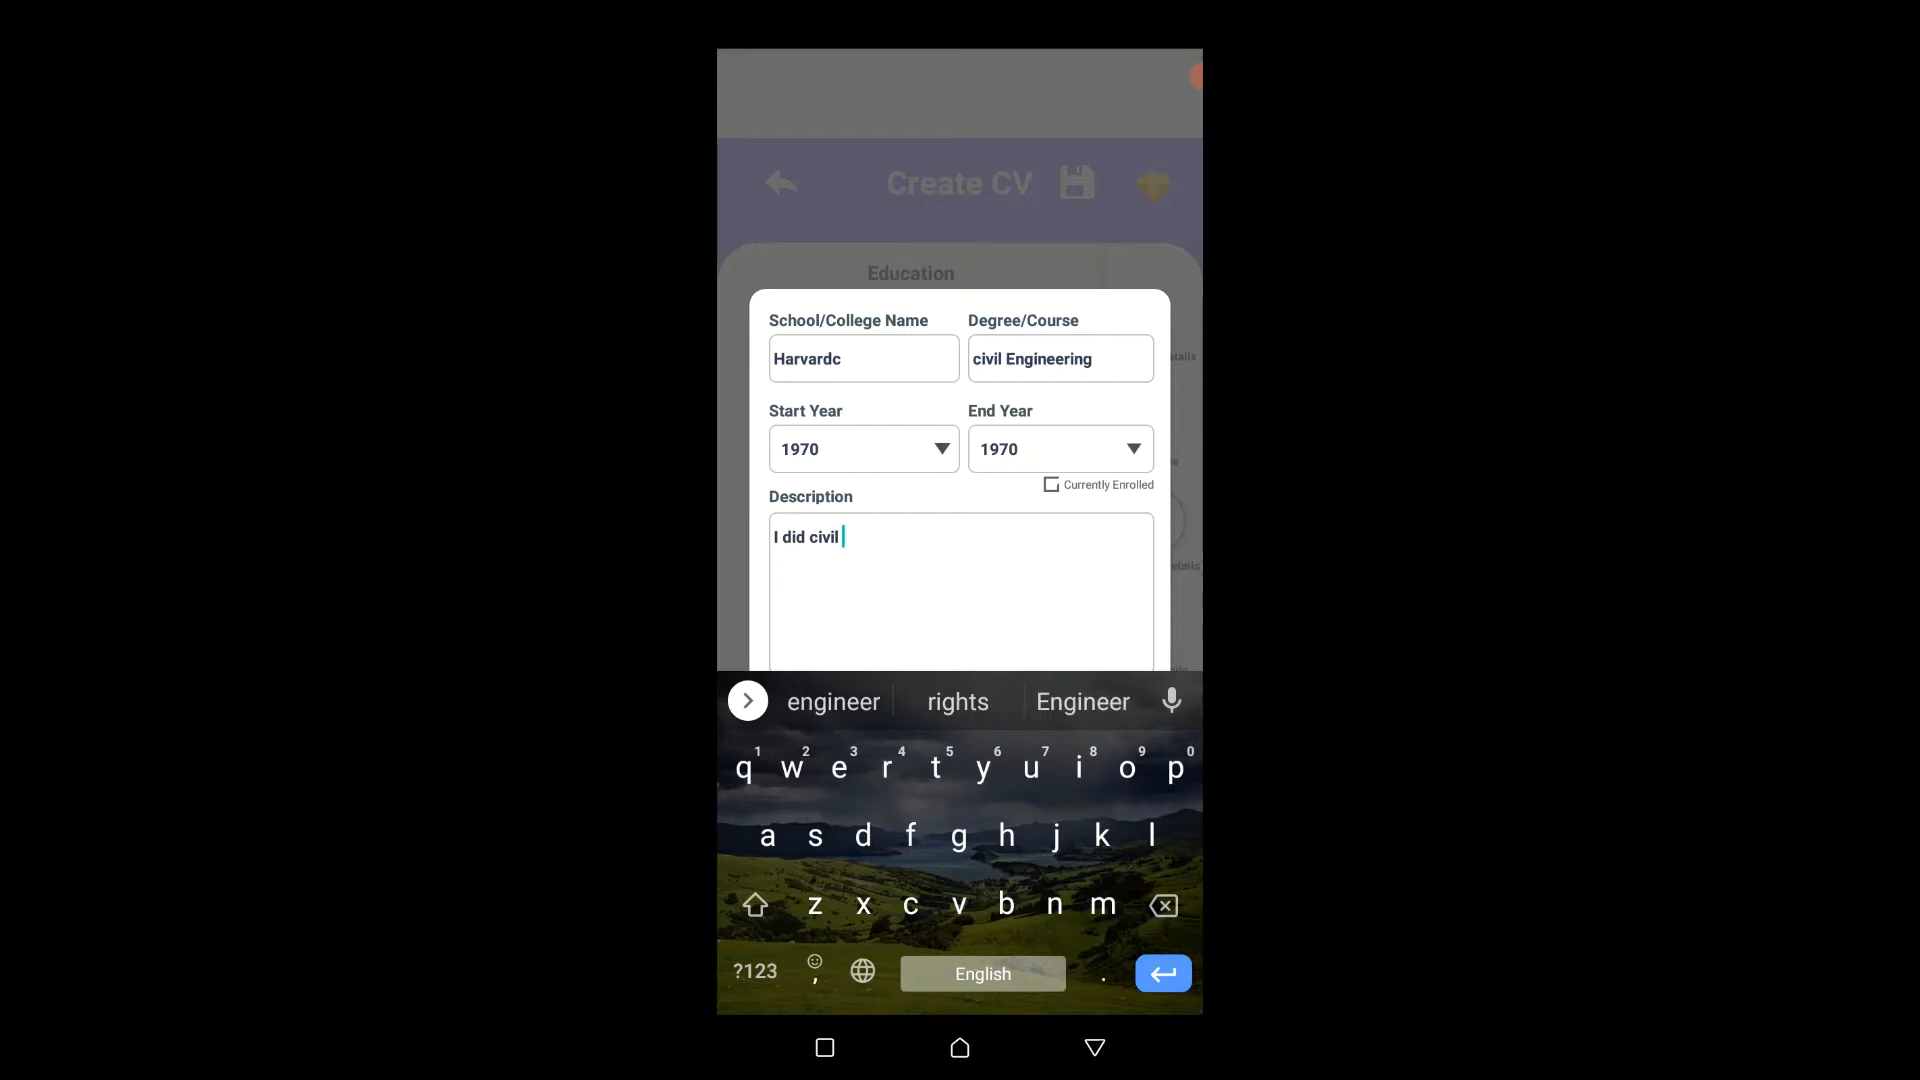 Create CV
Education
School/College Name Degree/Course
Harvardc civil Engineering
Start Year End Year
1970 1970
Currently Enrolled
Description
I did civil
engineer rights Engineer
1 2 3 4 5 6 7 8 9 0
q w e r t y u i o p
a s d f g h j k l
z x c v b n m
?123 , English .